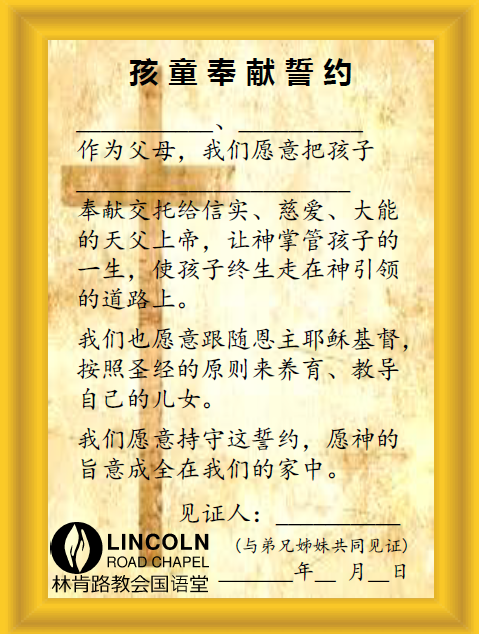 孩童奉献誓约
___________、__________
作为父母，我们愿意把孩子
______________________
奉献交托给信实、慈爱、大能
的天父上帝，让神掌管孩子的
一生，使孩子终生走在神引领
的道路上。
我们也愿意跟随恩主耶稣基督，
按照圣经的原则来养育、教导
自己的儿女。
我们愿意持守这誓约，愿神的
旨意成全在我们的家中。
见证人：__________
（与弟兄姊妹共同见证）
______年__ 月__日
LINCOLN
ROAD CHAPEL
林肯路教会国语堂